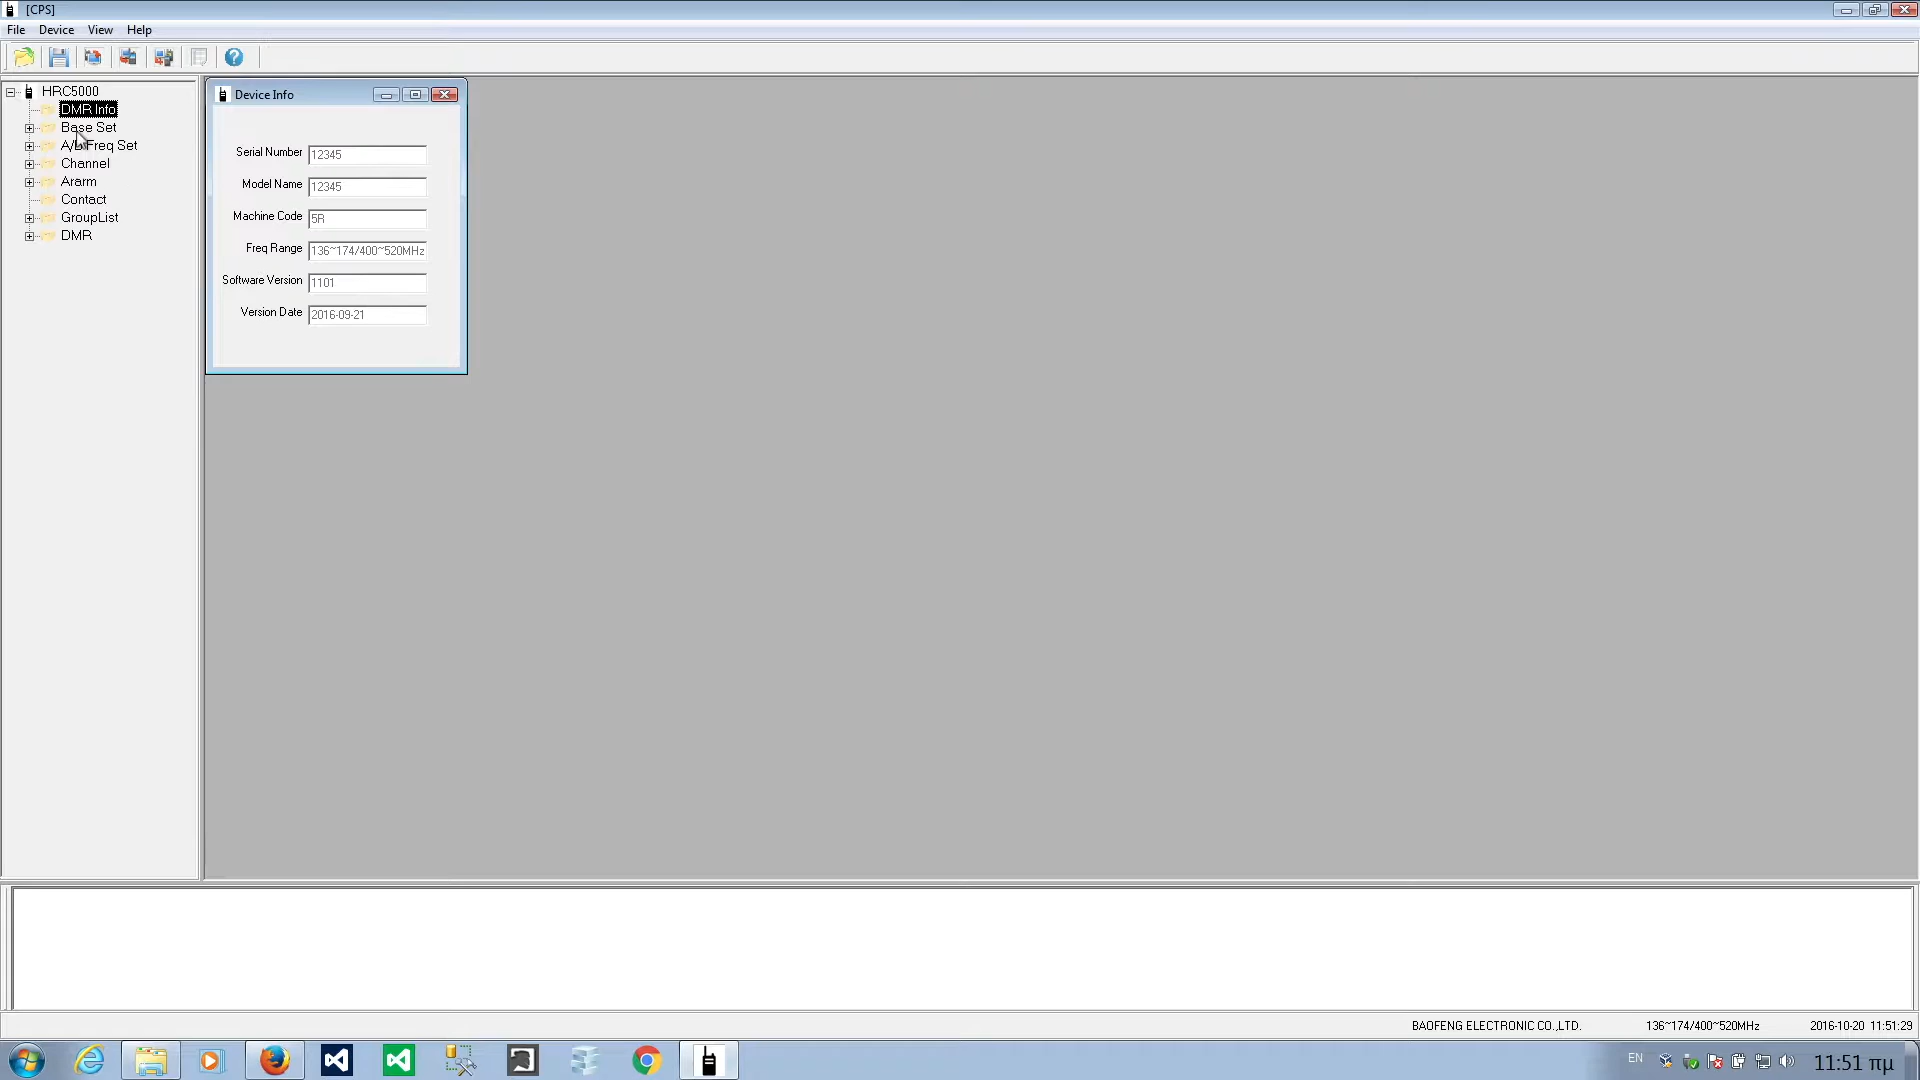 [CPS]
File Device View Help
HRC5000
DMR Info
Base Set
A/B Freq Set
Channel
Ararm
Contact
GroupList
DMR
Device Info
Serial Number 12345
Model Name 12345
Machine Code 5R
Freq Range 136~174/400~520MHz
Software Version 1101
Version Date 2016-09-21
BAOFENG ELECTRONIC CO.,LTD. 136~174/400~520MHz 2016-10-20 11:51:29
EN 11:51 πμ